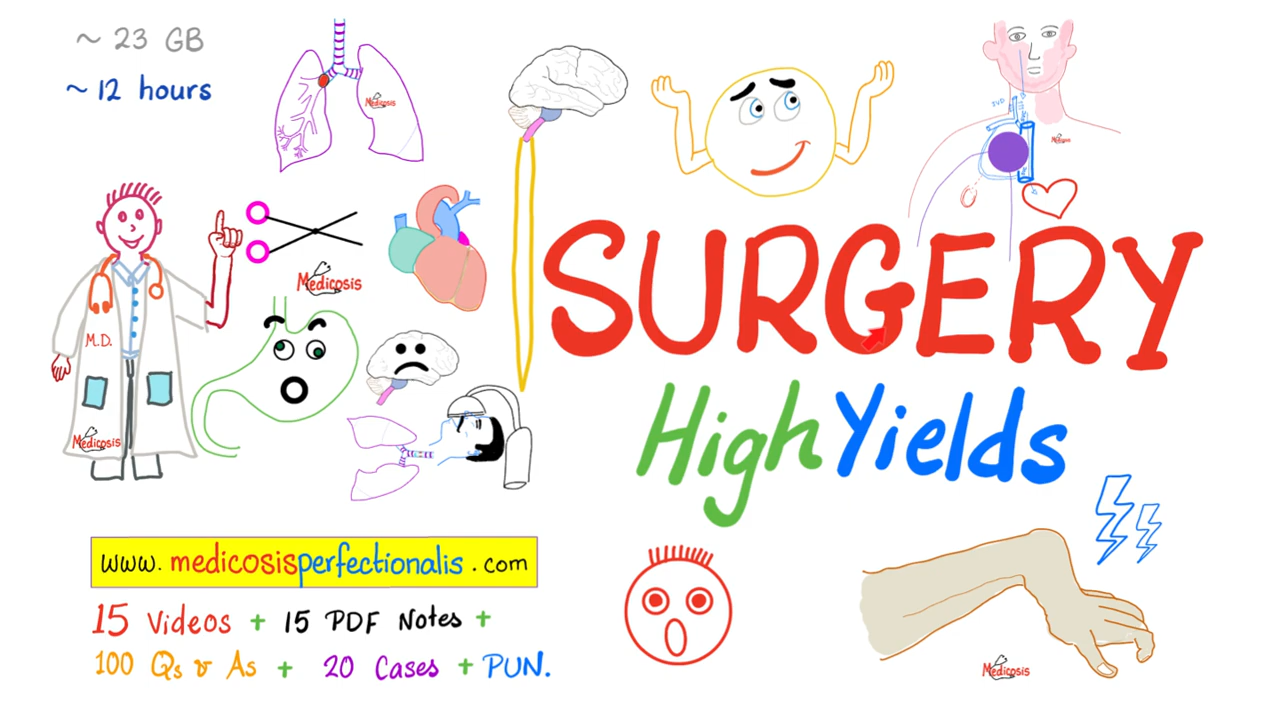 ~ 23 GB
~ 12 hours
Medicosis
SVD
Medicosis
M.D.
Medicosis
Medicosis
SURGERY
High Yields
www.medicosisperfectionalis.com
15 Videos + 15 PDF Notes +
100 Qs & As + 20 Cases + PUN.
Medicosis